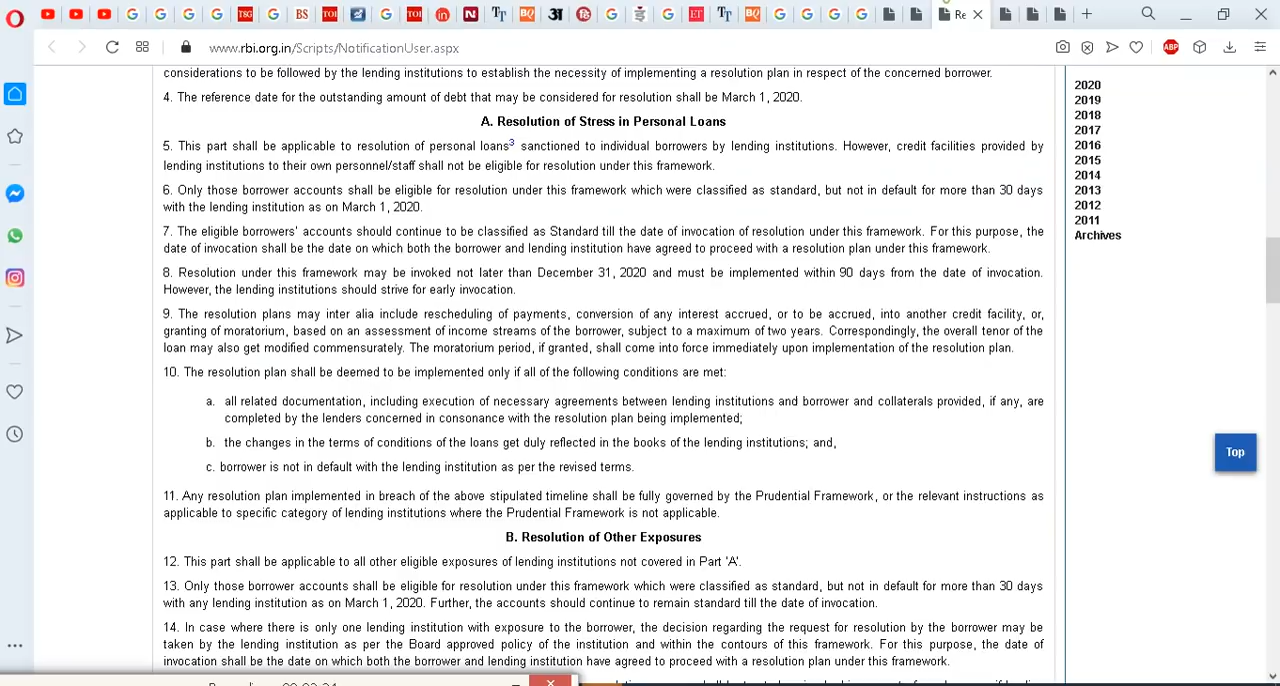 www.rbi.org.in/Scripts/NotificationUser.aspx
Re
considerations to be followed by the lending institutions to establish the necessity of implementing a resolution plan in respect of the concerned borrower.
4. The reference date for the outstanding amount of debt that may be considered for resolution shall be March 1, 2020.
A. Resolution of Stress in Personal Loans
5. This part shall be applicable to resolution of personal loans3 sanctioned to individual borrowers by lending institutions. However, credit facilities provided by
lending institutions to their own personnel/staff shall not be eligible for resolution under this framework.
6. Only those borrower accounts shall be eligible for resolution under this framework which were classified as standard, but not in default for more than 30 days
with the lending institution as on March 1, 2020.
7. The eligible borrowers' accounts should continue to be classified as Standard till the date of invocation of resolution under this framework. For this purpose, the
date of invocation shall be the date on which both the borrower and lending institution have agreed to proceed with a resolution plan under this framework.
8. Resolution under this framework may be invoked not later than December 31, 2020 and must be implemented within 90 days from the date of invocation.
However, the lending institutions should strive for early invocation.
9. The resolution plans may inter alia include rescheduling of payments, conversion of any interest accrued, or to be accrued, into another credit facility, or,
granting of moratorium, based on an assessment of income streams of the borrower, subject to a maximum of two years. Correspondingly, the overall tenor of the
loan may also get modified commensurately. The moratorium period, if granted, shall come into force immediately upon implementation of the resolution plan.
10. The resolution plan shall be deemed to be implemented only if all of the following conditions are met:
a. all related documentation, including execution of necessary agreements between lending institutions and borrower and collaterals provided, if any, are
completed by the lenders concerned in consonance with the resolution plan being implemented;
b. the changes in the terms of conditions of the loans get duly reflected in the books of the lending institutions; and,
c. borrower is not in default with the lending institution as per the revised terms.
11. Any resolution plan implemented in breach of the above stipulated timeline shall be fully governed by the Prudential Framework, or the relevant instructions as
applicable to specific category of lending institutions where the Prudential Framework is not applicable.
B. Resolution of Other Exposures
12. This part shall be applicable to all other eligible exposures of lending institutions not covered in Part 'A'.
13. Only those borrower accounts shall be eligible for resolution under this framework which were classified as standard, but not in default for more than 30 days
with any lending institution as on March 1, 2020. Further, the accounts should continue to remain standard till the date of invocation.
14. In case where there is only one lending institution with exposure to the borrower, the decision regarding the request for resolution by the borrower may be
taken by the lending institution as per the Board approved policy of the institution and within the contours of this framework. For this purpose, the date of
invocation shall be the date on which both the borrower and lending institution have agreed to proceed with a resolution plan under this framework.
2020
2019
2018
2017
2016
2015
2014
2013
2012
2011
Archives
Top